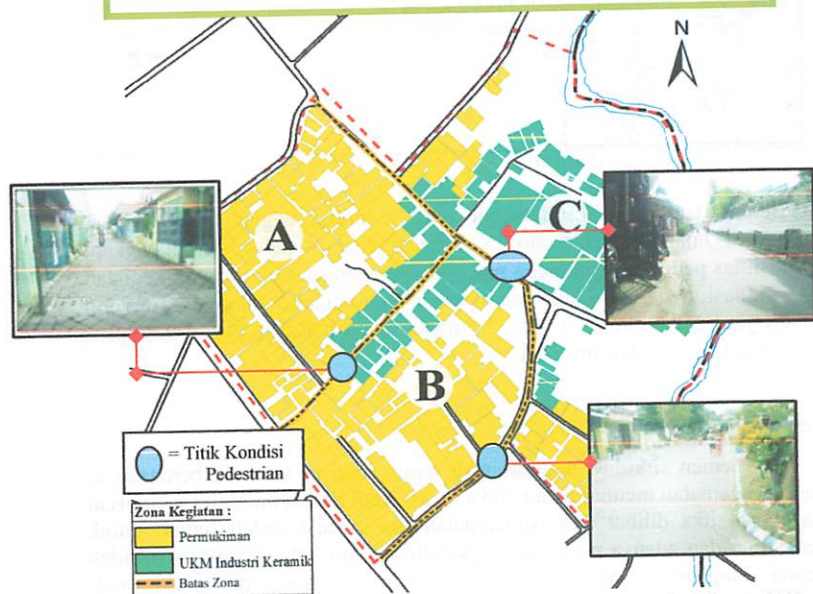 N
A
C
B
= Titik Kondisi
Pedestrian
Zona Kegiatan :
Permukiman
UKM Industri Keramik
Batas Zona